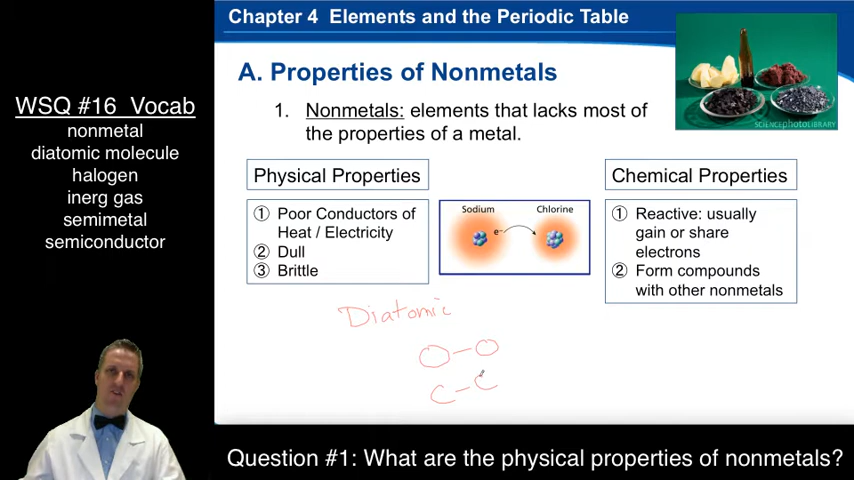 Chapter 4 Elements and the Periodic Table
WSQ #16 Vocab
nonmetal
diatomic molecule
halogen
inerg gas
semimetal
semiconductor
A. Properties of Nonmetals
1. Nonmetals: elements that lacks most of
the properties of a metal.
SCIENCEphotoLIBRARY
Physical Properties
① Poor Conductors of
Heat / Electricity
② Dull
③ Brittle
Sodium
Chlorine
e⁻
Chemical Properties
① Reactive: usually
gain or share
electrons
② Form compounds
with other nonmetals
Diatomic
O–O
C–C
Question #1: What are the physical properties of nonmetals?